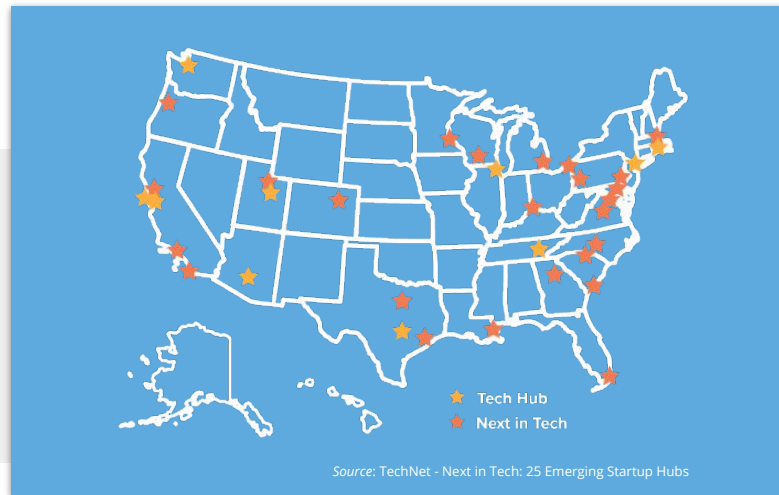 Tech Hub
Next in Tech
Source: TechNet - Next in Tech: 25 Emerging Startup Hubs